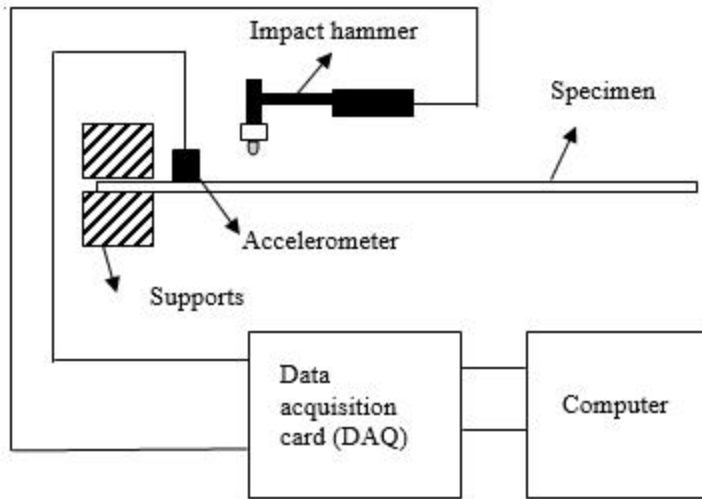 Impact hammer
Specimen
Accelerometer
Supports
Data
acquisition
card (DAQ)
Computer